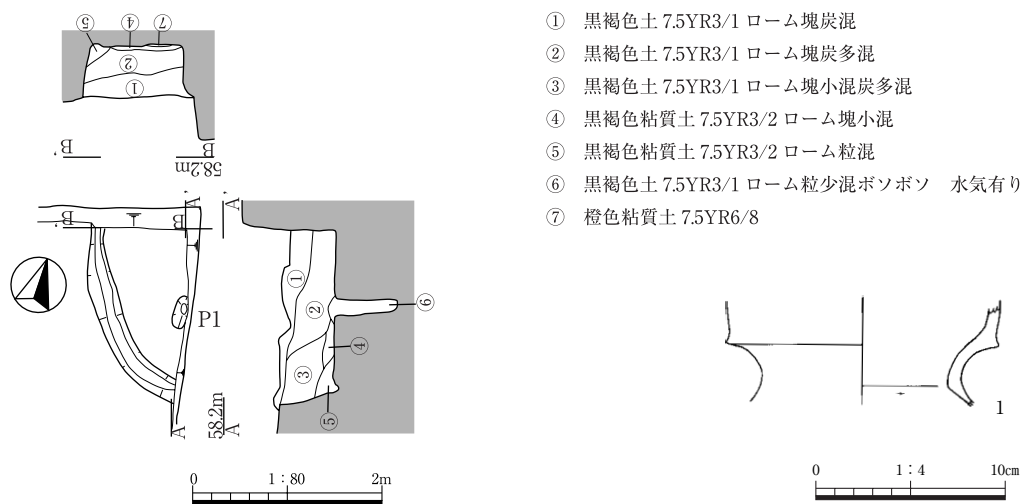 ⑤ ④ ⑦
②
①
B' B
58.2m
B' B
A' A'
P1
①
②
⑥
④
③
⑤
A A
58.2m
0 1：80 2m
① 黒褐色土 7.5YR3/1 ローム塊炭混
② 黒褐色土 7.5YR3/1 ローム塊炭多混
③ 黒褐色土 7.5YR3/1 ローム塊小混炭多混
④ 黒褐色粘質土 7.5YR3/2 ローム塊小混
⑤ 黒褐色粘質土 7.5YR3/2 ローム粒混
⑥ 黒褐色土 7.5YR3/1 ローム粒少混ボソボソ　水気有り
⑦ 橙色粘質土 7.5YR6/8
1
0 1：4 10cm